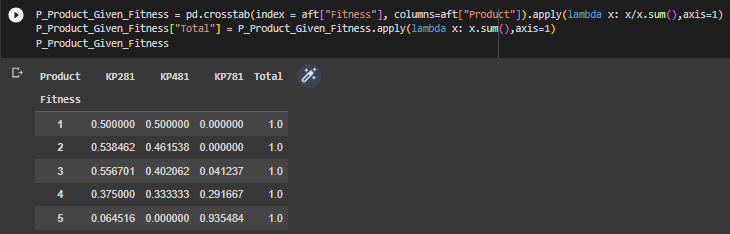 P_Product_Given_Fitness = pd.crosstab(index = aft["Fitness"], columns=aft["Product"]).apply(lambda x: x/x.sum(),axis=1)
P_Product_Given_Fitness["Total"] = P_Product_Given_Fitness.apply(lambda x: x.sum(),axis=1)
P_Product_Given_Fitness
Product KP281 KP481 KP781 Total
Fitness
1 0.500000 0.500000 0.000000 1.0
2 0.538462 0.461538 0.000000 1.0
3 0.556701 0.402062 0.041237 1.0
4 0.375000 0.333333 0.291667 1.0
5 0.064516 0.000000 0.935484 1.0